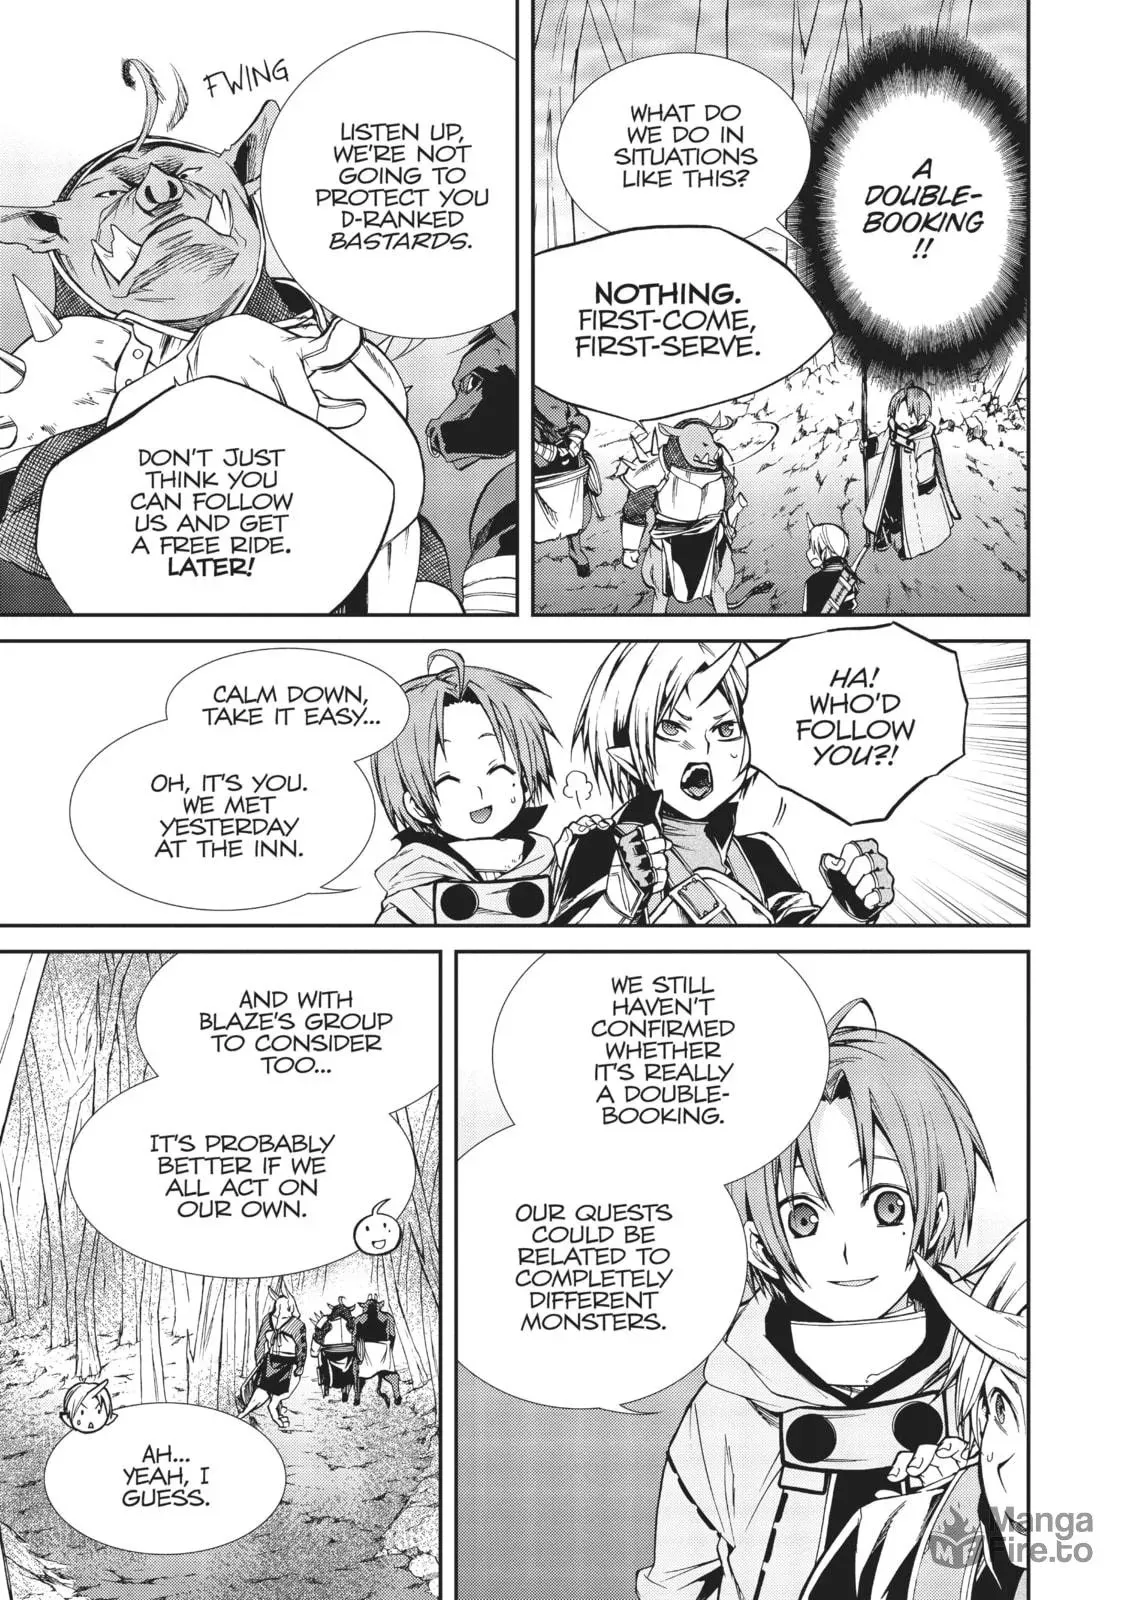 A
DOUBLE-
BOOKING
!!
WHAT DO
WE DO IN
SITUATIONS
LIKE THIS?
NOTHING.
FIRST-COME,
FIRST-SERVE.
FWING
LISTEN UP,
WE'RE NOT
GOING TO
PROTECT YOU
D-RANKED
BASTARDS.
DON'T JUST
THINK YOU
CAN FOLLOW
US AND GET
A FREE RIDE.
LATER!
HA!
WHO'D
FOLLOW
YOU?!
CALM DOWN,
TAKE IT EASY...
OH, IT'S YOU.
WE MET
YESTERDAY
AT THE INN.
WE STILL
HAVEN'T
CONFIRMED
WHETHER
IT'S REALLY
A DOUBLE-
BOOKING.
OUR QUESTS
COULD BE
RELATED TO
COMPLETELY
DIFFERENT
MONSTERS.
AND WITH
BLAZE'S GROUP
TO CONSIDER
TOO...
IT'S PROBABLY
BETTER IF WE
ALL ACT ON
OUR OWN.
AH...
YEAH, I
GUESS.
Manga
Fire.to